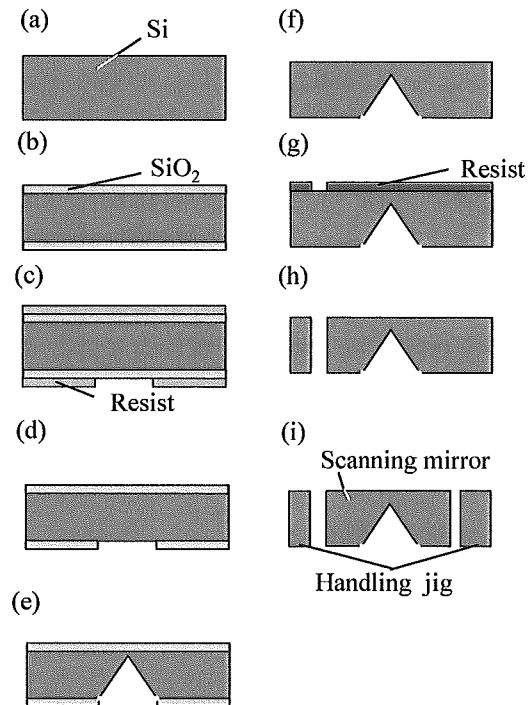 (a)
Si
(b)
SiO₂
(c)
Resist
(d)
(e)
(f)
(g)
Resist
(h)
(i)
Scanning mirror
Handling jig